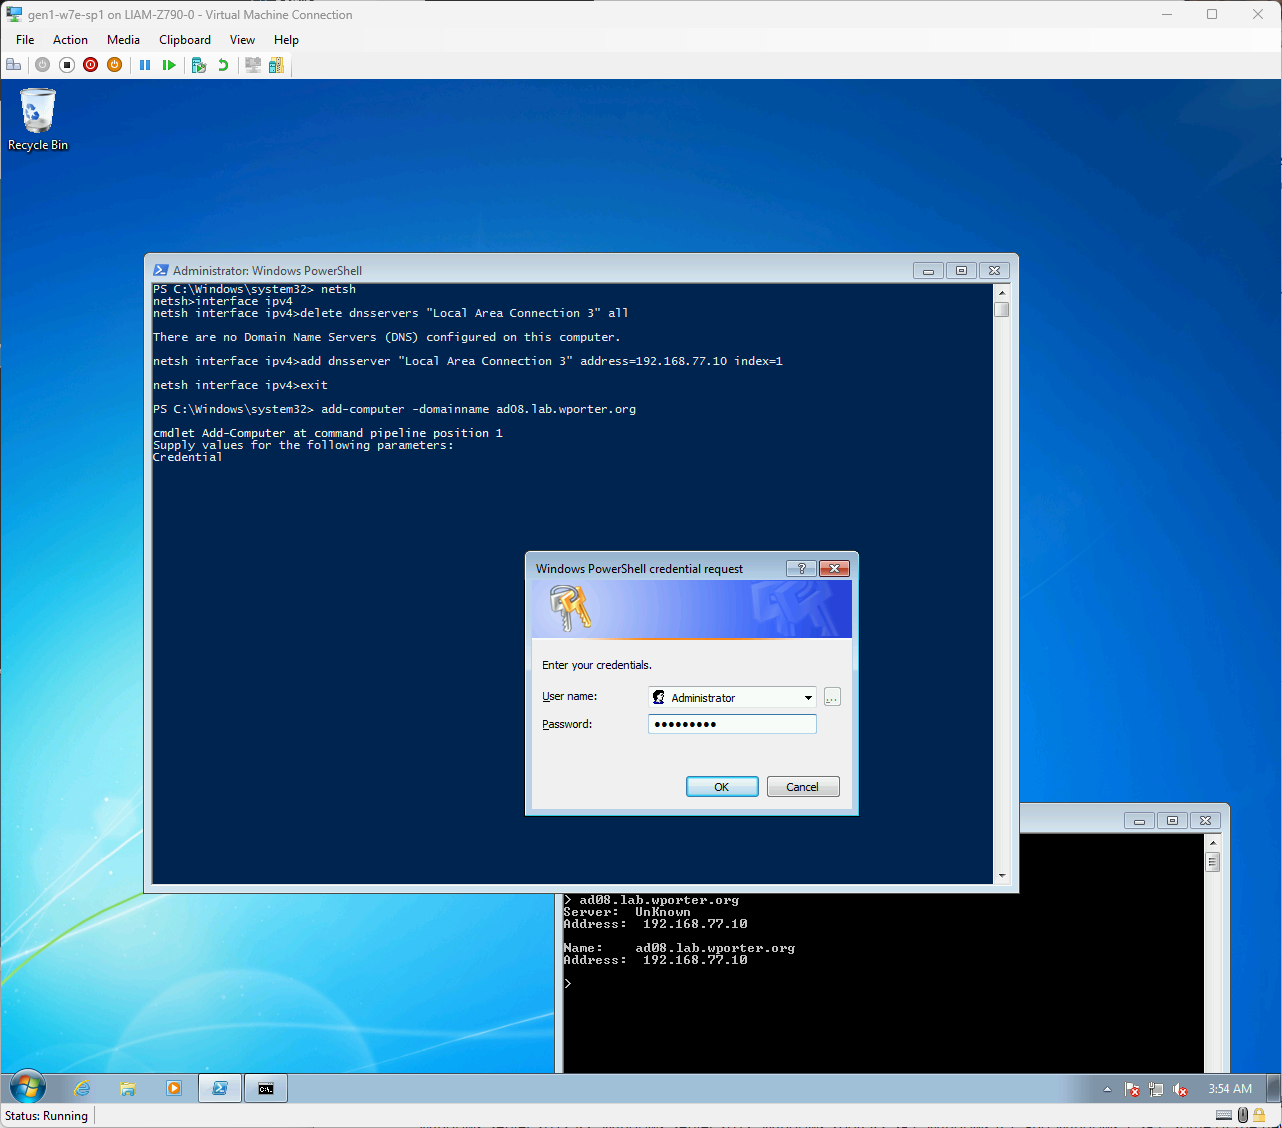 gen1-w7e-sp1 on LIAM-Z790-0 - Virtual Machine Connection
File Action Media Clipboard View Help
Recycle Bin
Administrator: Windows PowerShell
PS C:\Windows\system32> netsh
netsh>interface ipv4
netsh interface ipv4>delete dnsservers "Local Area Connection 3" all
There are no Domain Name Servers (DNS) configured on this computer.
netsh interface ipv4>add dnsserver "Local Area Connection 3" address=192.168.77.10 index=1
netsh interface ipv4>exit
PS C:\Windows\system32> add-computer -domainname ad08.lab.wporter.org
cmdlet Add-Computer at command pipeline position 1
Supply values for the following parameters:
Credential
Windows PowerShell credential request
Enter your credentials.
User name:
Administrator
...
Password:
OK
Cancel
> ad08.lab.wporter.org
Server:  UnKnown
Address:  192.168.77.10
Name:    ad08.lab.wporter.org
Address:  192.168.77.10
>
C:\.
3:54 AM
Status: Running